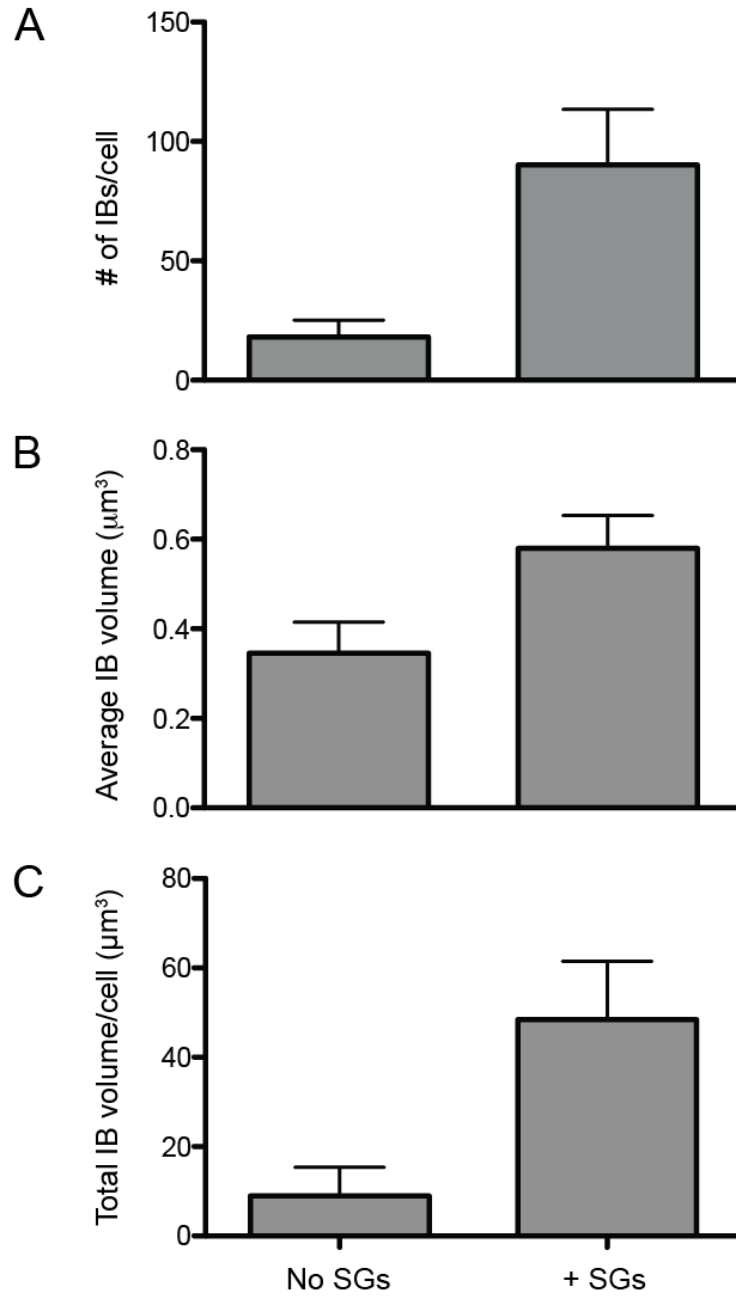 A
# of IBs/cell
150
100
50
0
B
Average IB volume (μm³)
0.8
0.6
0.4
0.2
0.0
C
Total IB volume/cell (μm³)
80
60
40
20
0
No SGs
+ SGs